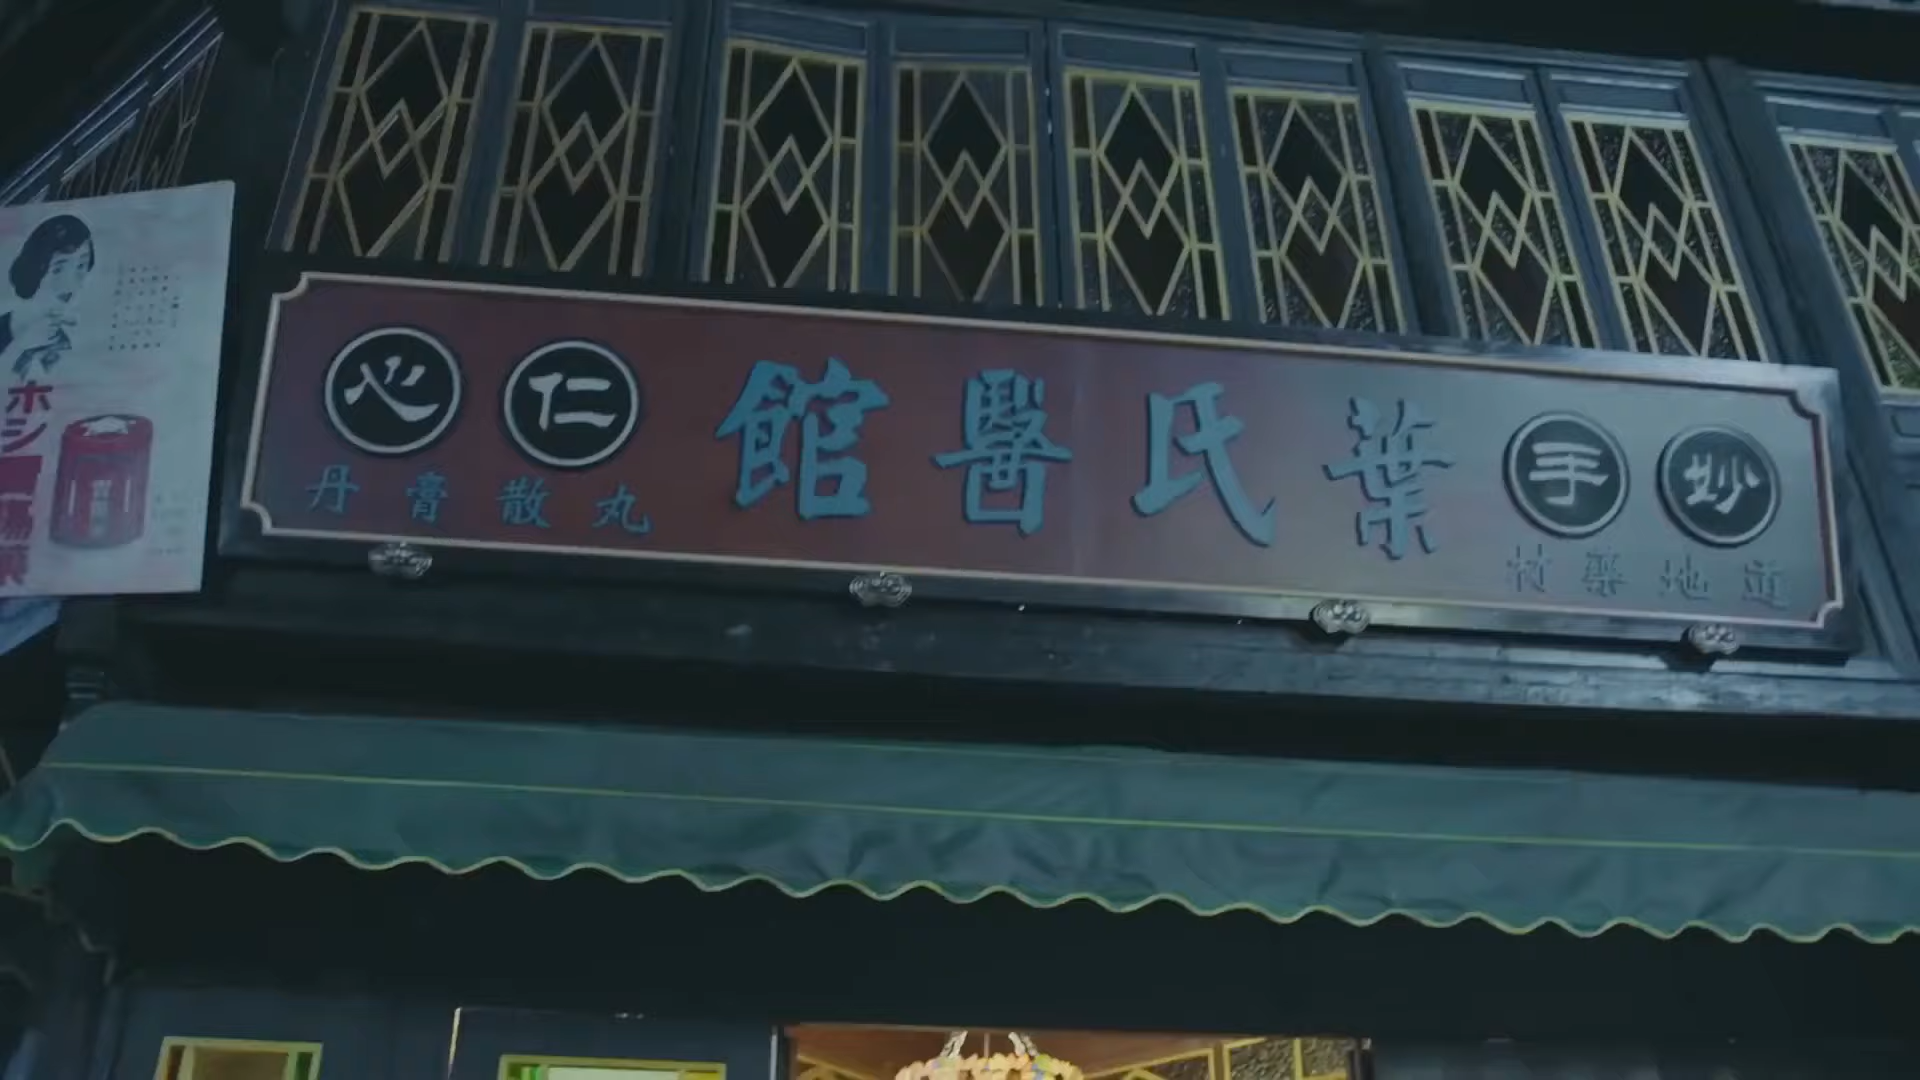 妙手
葉氏醫館
仁心
道地藥材
丸散膏丹
ホシ